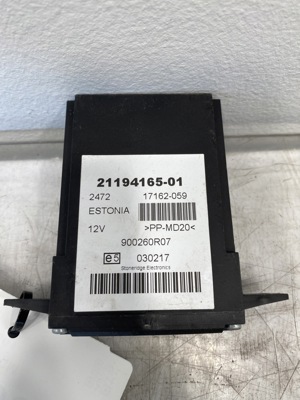 21194165-01
2472 17162-059
ESTONIA
12V >PP-MD20<
900260R07
e5 030217
Stoneridge Electronics